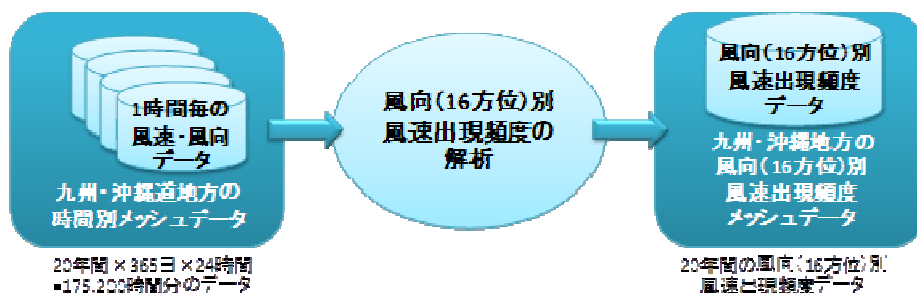 1時間毎の
風速・風向
データ
九州・沖縄道地方の
時間別メッシュデータ
20年間×365日×24時間
=175,200時間分のデータ
風向(16方位)別
風速出現頻度の
解析
風向(16方位)別
風速出現頻度
データ
九州・沖縄地方の
風向(16方位)別
風速出現頻度
メッシュデータ
20年間の風向(16方位)別
風速出現頻度データ